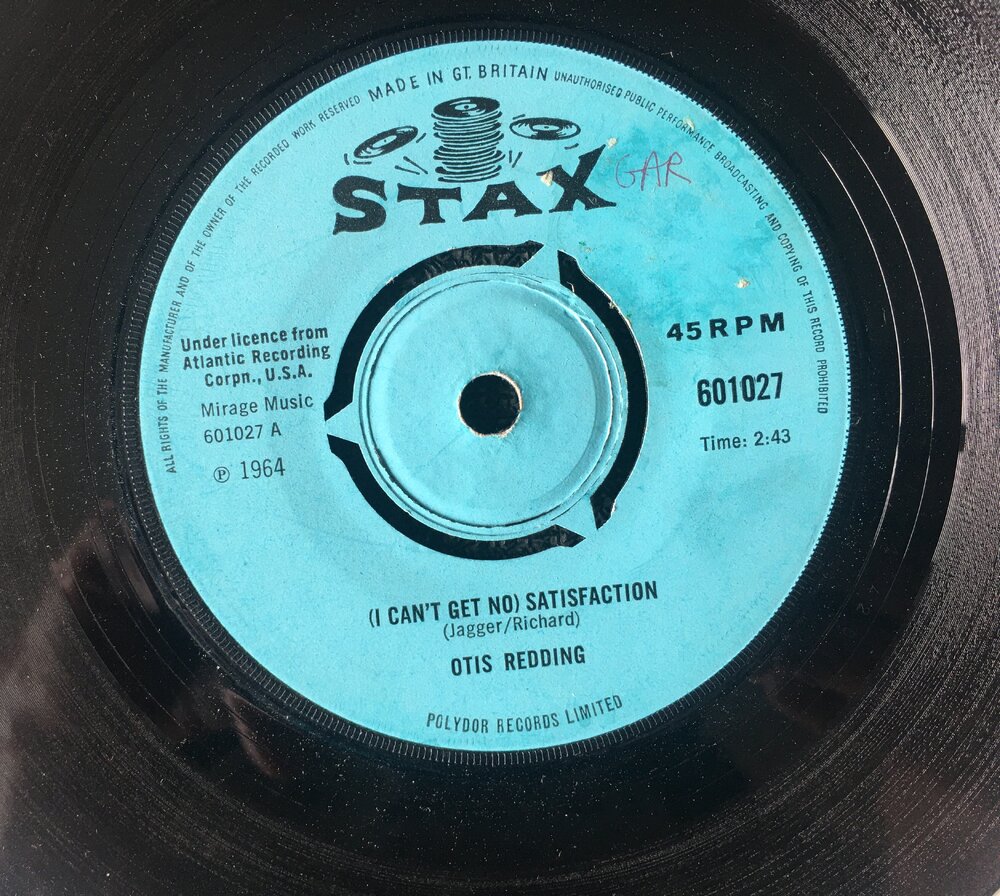 ALL RIGHTS OF THE MANUFACTURER AND OF THE OWNER OF THE RECORDED WORK RESERVED MADE IN GT. BRITAIN UNAUTHORISED PUBLIC PERFORMANCE BROADCASTING AND COPYING OF THIS RECORD PROHIBITED
STAX
GAR
Under licence from
Atlantic Recording
Corpn., U.S.A.
Mirage Music
601027 A
℗ 1964
45 RPM
601027
Time: 2:43
(I CAN'T GET NO) SATISFACTION
(Jagger/Richard)
OTIS REDDING
POLYDOR RECORDS LIMITED